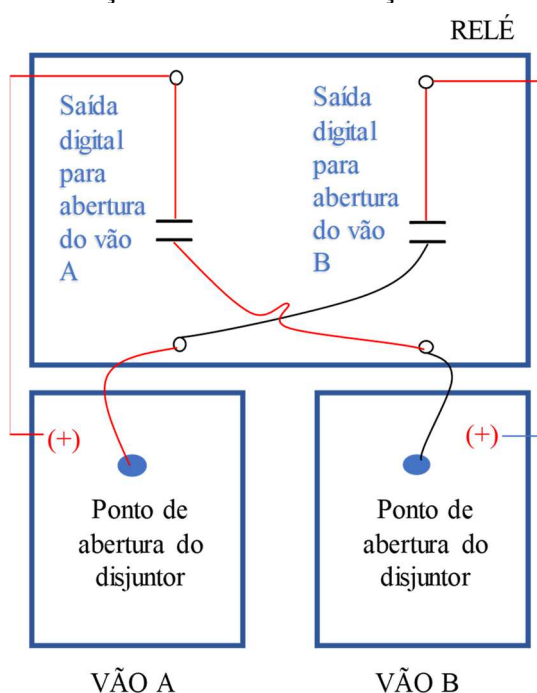 RELÉ
Saída
digital
para
abertura
do vão
A
Saída
digital
para
abertura
do vão
B
(+)
(+)
Ponto de
abertura do
disjuntor
Ponto de
abertura do
disjuntor
VÃO A
VÃO B